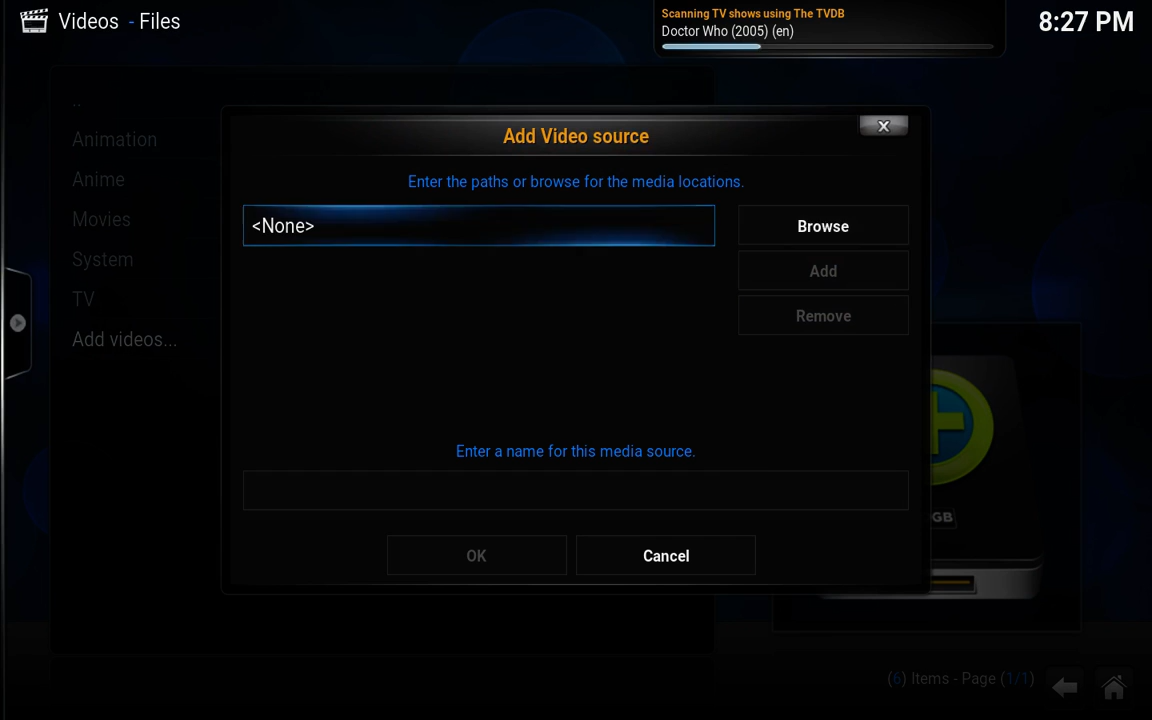 Videos - Files
Scanning TV shows using The TVDB
Doctor Who (2005) (en)
8:27 PM
..
Animation
Anime
Movies
System
TV
Add videos...
Add Video source
X
Enter the paths or browse for the media locations.
<None>
Browse
Add
Remove
Enter a name for this media source.
OK
Cancel
GB
(6) Items - Page (1/1)